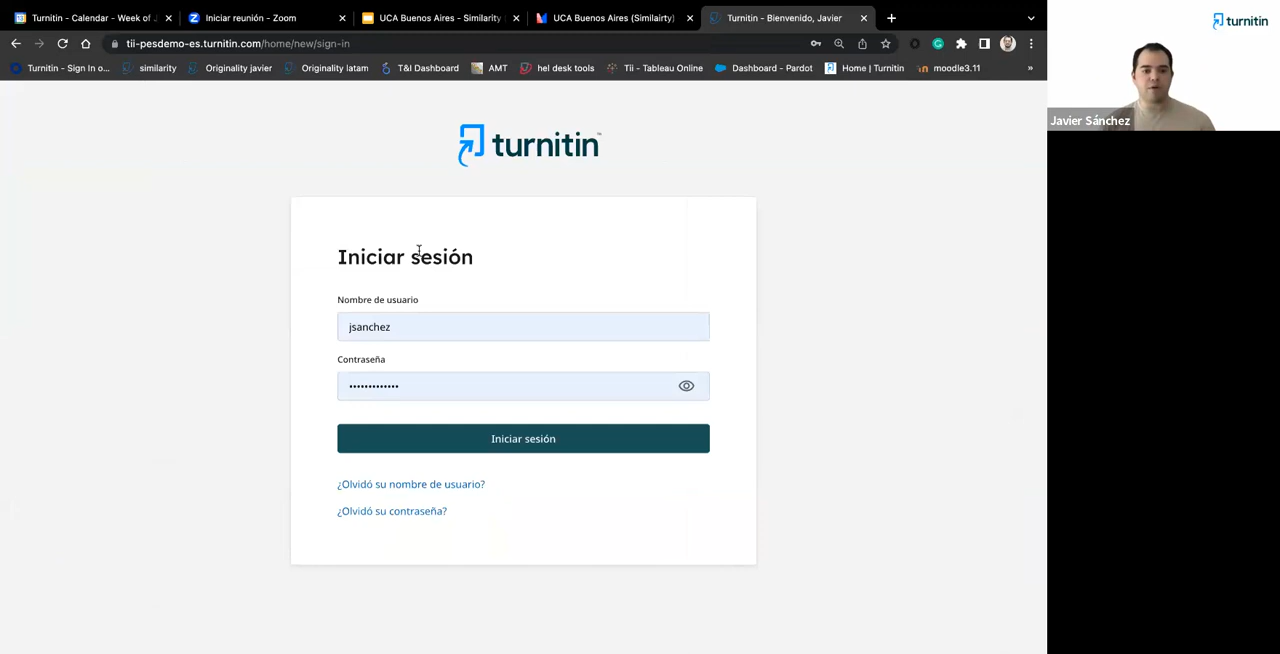 Turnitin - Calendar - Week of
Iniciar reunión - Zoom
UCA Buenos Aires - Similarity
UCA Buenos Aires (Similairty)
Turnitin - Bienvenido, Javier
tii-pesdemo-es.turnitin.com/home/new/sign-in
Turnitin - Sign In o...
similarity
Originality javier
Originality latam
T&I Dashboard
AMT
hel desk tools
Tii - Tableau Online
Dashboard - Pardot
Home | Turnitin
moodle3.11
»
turnitin
Javier Sánchez
turnitin™
Iniciar sesión
Nombre de usuario
jsanchez
Contraseña
•••••••••••••
Iniciar sesión
¿Olvidó su nombre de usuario?
¿Olvidó su contraseña?